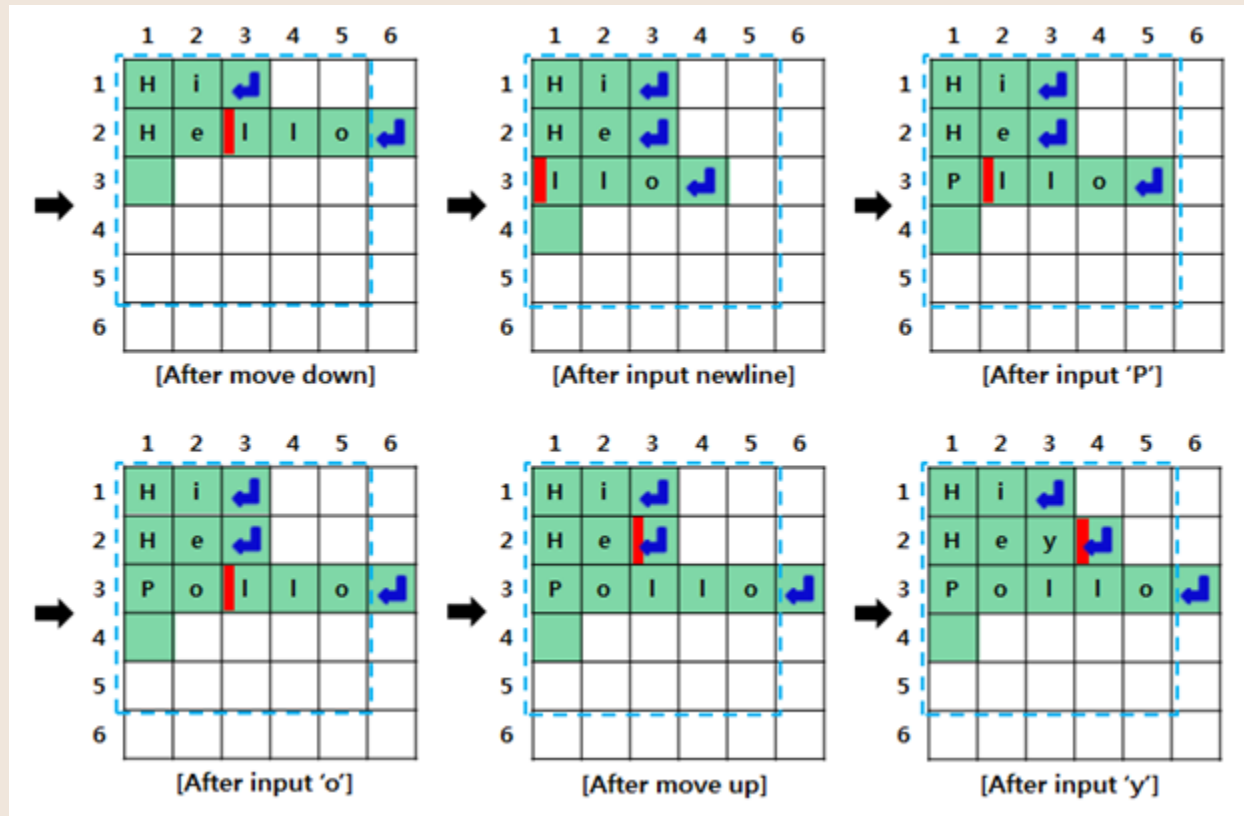 1 2 3 4 5 6
1 H i
2 H e l l o
3
4
5
6
[After move down]
1 2 3 4 5 6
1 H i
2 H e
3 l l o
4
5
6
[After input newline]
1 2 3 4 5 6
1 H i
2 H e
3 P l l o
4
5
6
[After input ‘P’]
1 2 3 4 5 6
1 H i
2 H e
3 P o l l o
4
5
6
[After input ‘o’]
1 2 3 4 5 6
1 H i
2 H e
3 P o l l o
4
5
6
[After move up]
1 2 3 4 5 6
1 H i
2 H e y
3 P o l l o
4
5
6
[After input ‘y’]